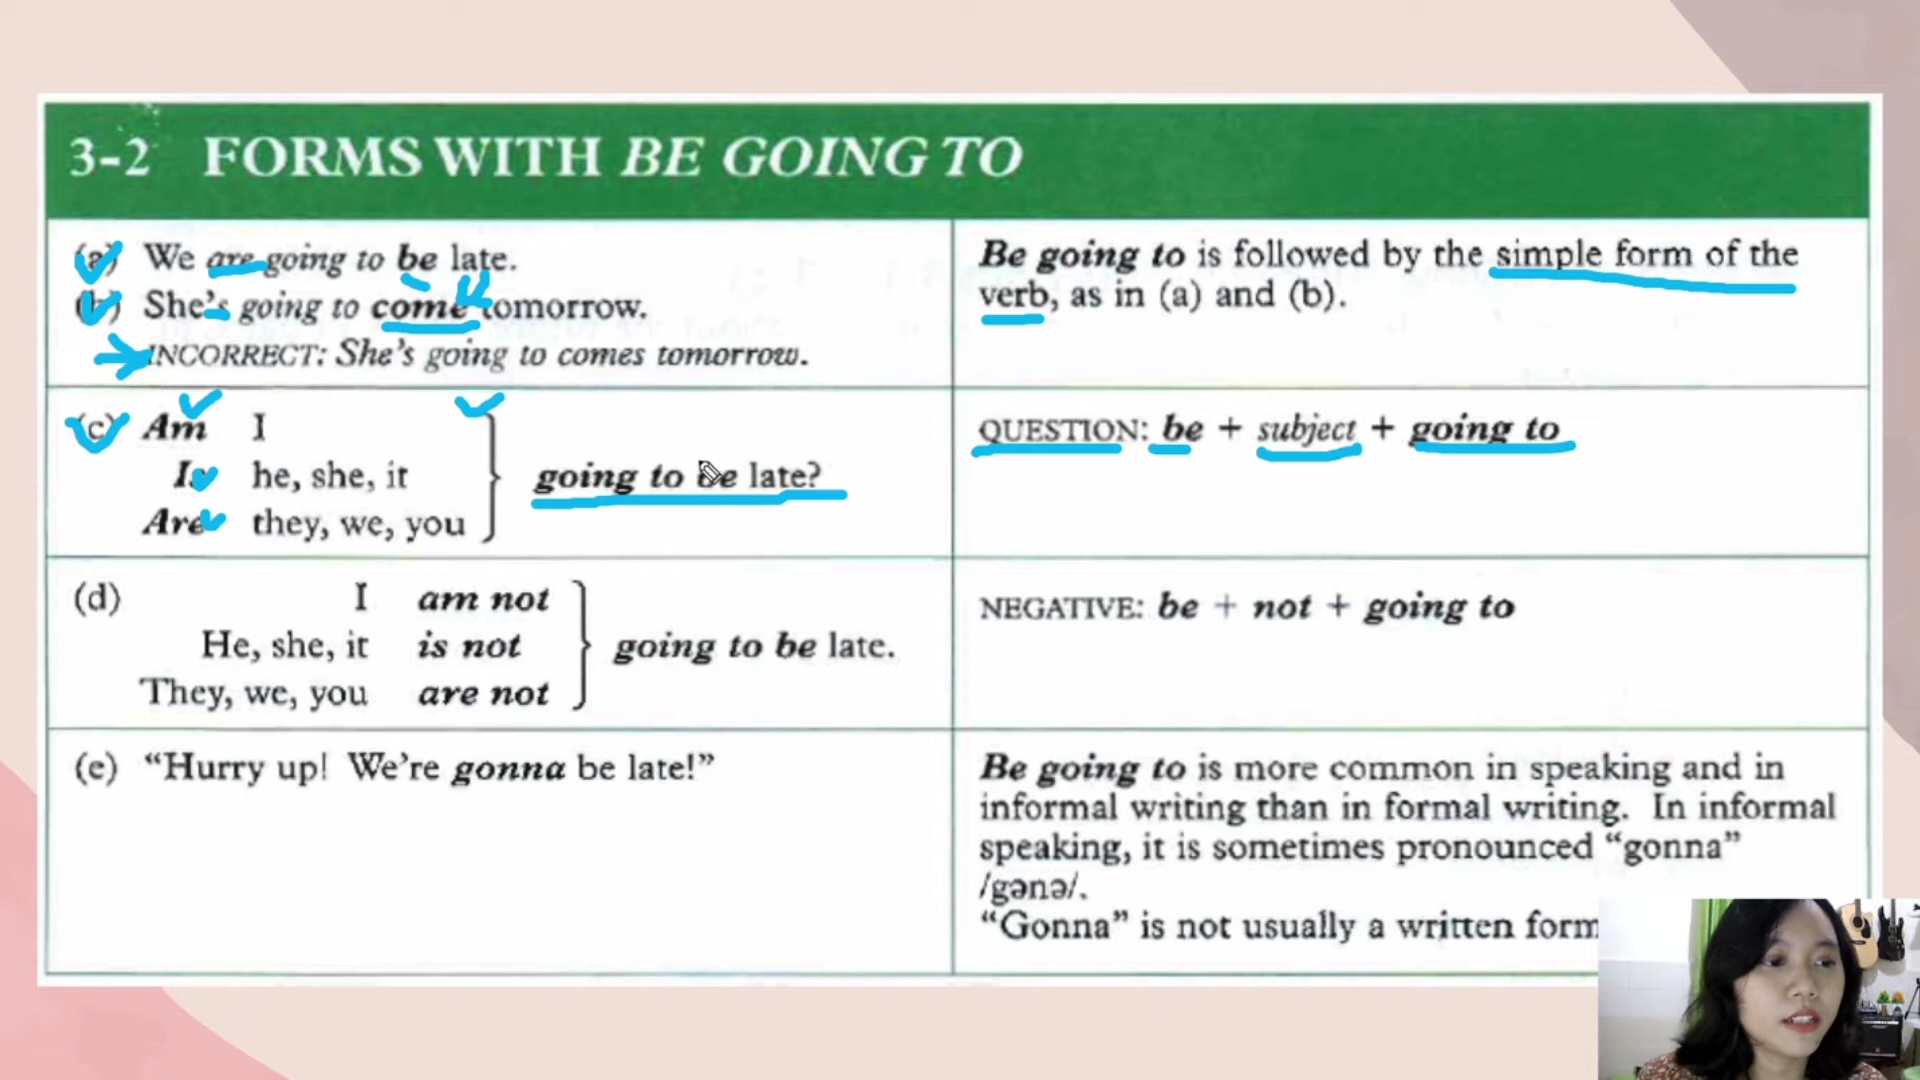 3-2 FORMS WITH BE GOING TO
(a) We are going to be late.
(b) She's going to come tomorrow.
INCORRECT: She's going to comes tomorrow.
Be going to is followed by the simple form of the
verb, as in (a) and (b).
(c) Am I
Is he, she, it
Are they, we, you
going to be late?
QUESTION: be + subject + going to
(d) I am not
He, she, it is not
They, we, you are not
going to be late.
NEGATIVE: be + not + going to
(e) “Hurry up! We're gonna be late!”
Be going to is more common in speaking and in
informal writing than in formal writing. In informal
speaking, it is sometimes pronounced “gonna”
/gənə/.
“Gonna” is not usually a written form